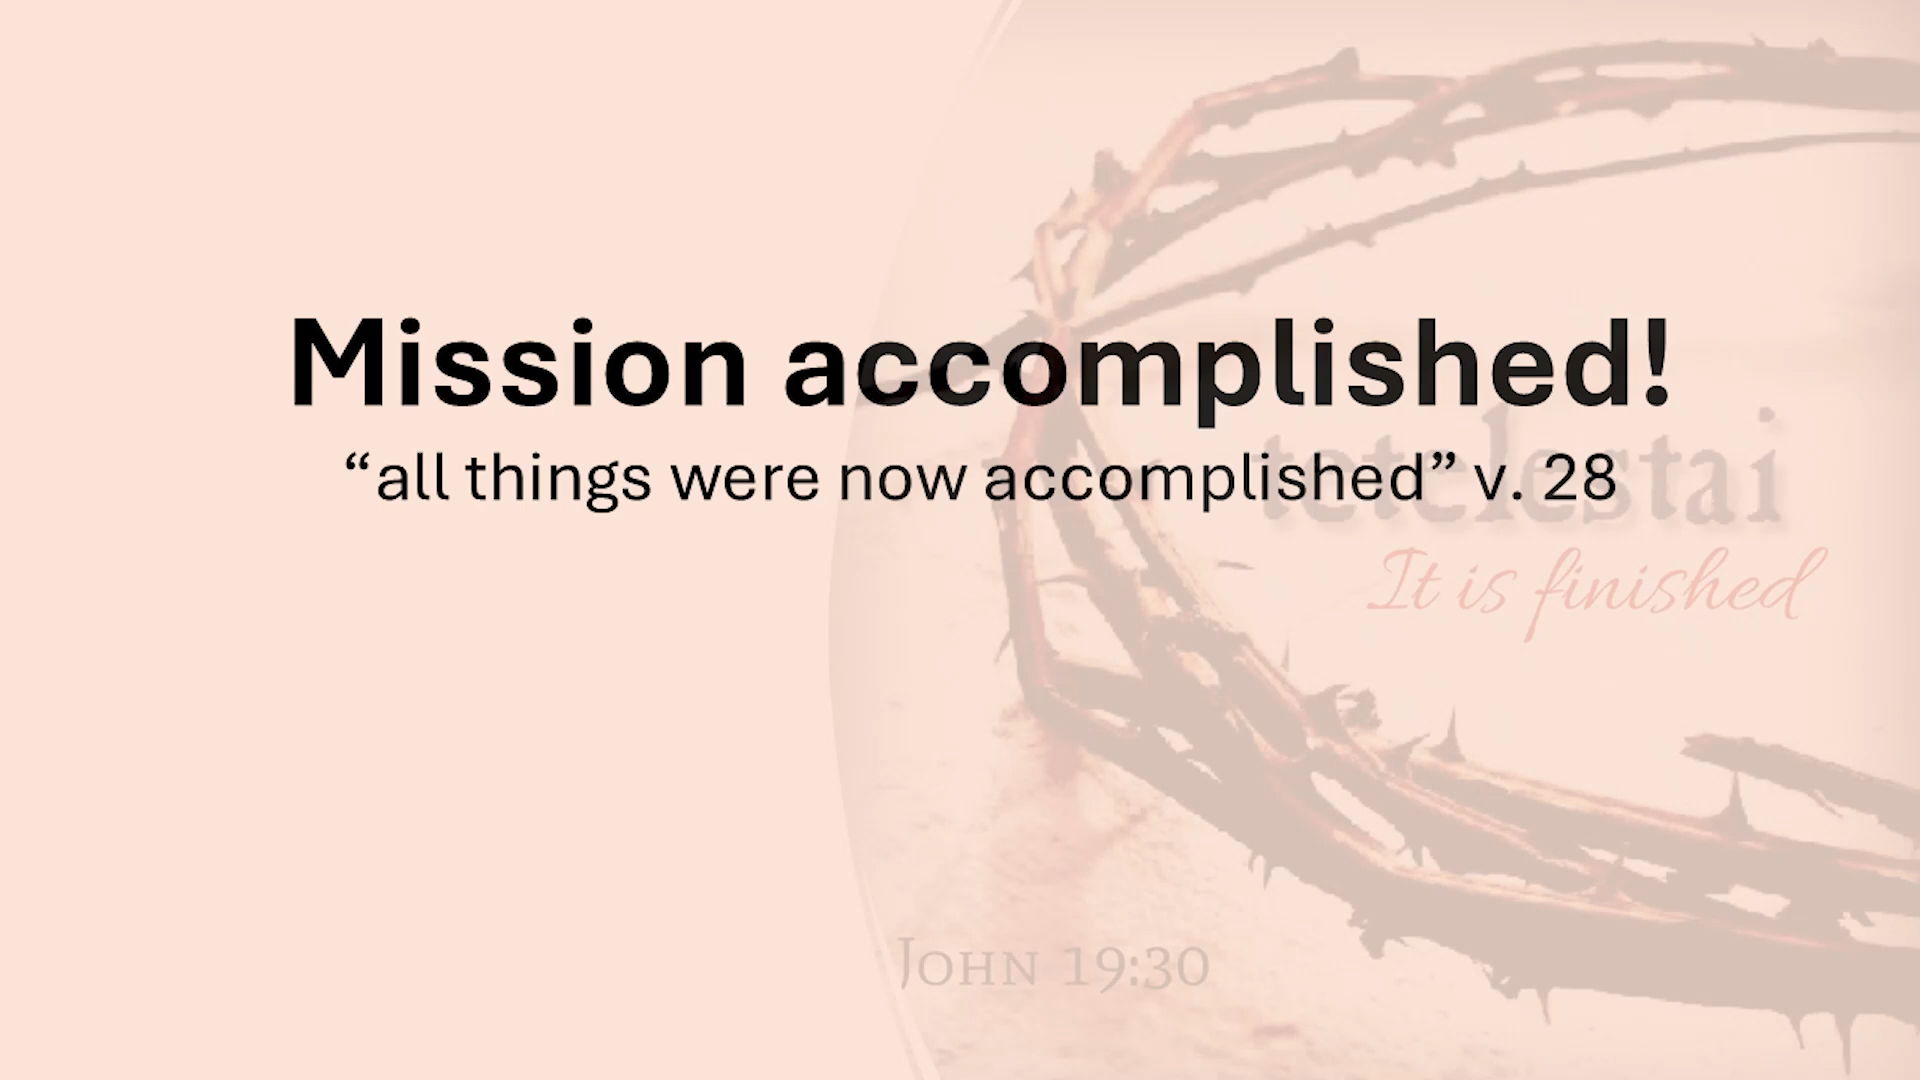 Mission accomplished!
“all things were now accomplished” v. 28
tetelestai
It is finished
John 19:30